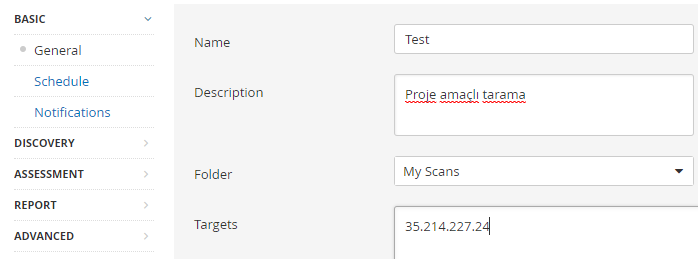 BASIC
General
Schedule
Notifications
DISCOVERY
ASSESSMENT
REPORT
ADVANCED
Name
Test
Description
Proje amaçlı tarama
Folder
My Scans
Targets
35.214.227.24